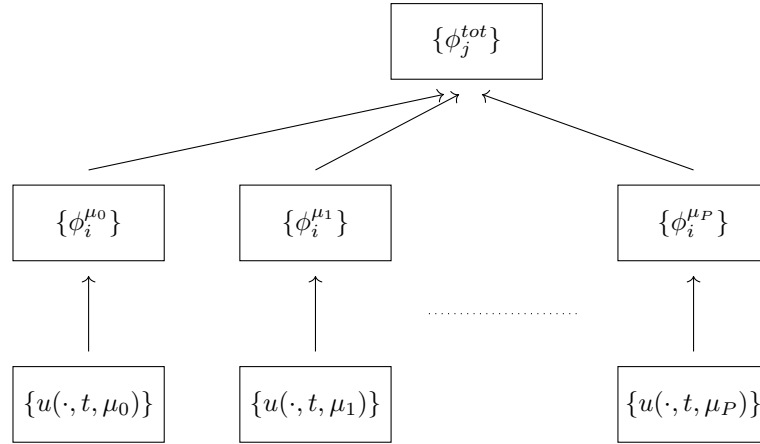 {ϕ_j^{tot}}
{ϕ_i^{μ_0}} {ϕ_i^{μ_1}} {ϕ_i^{μ_P}}
{u(·, t, μ_0)} {u(·, t, μ_1)} {u(·, t, μ_P)}